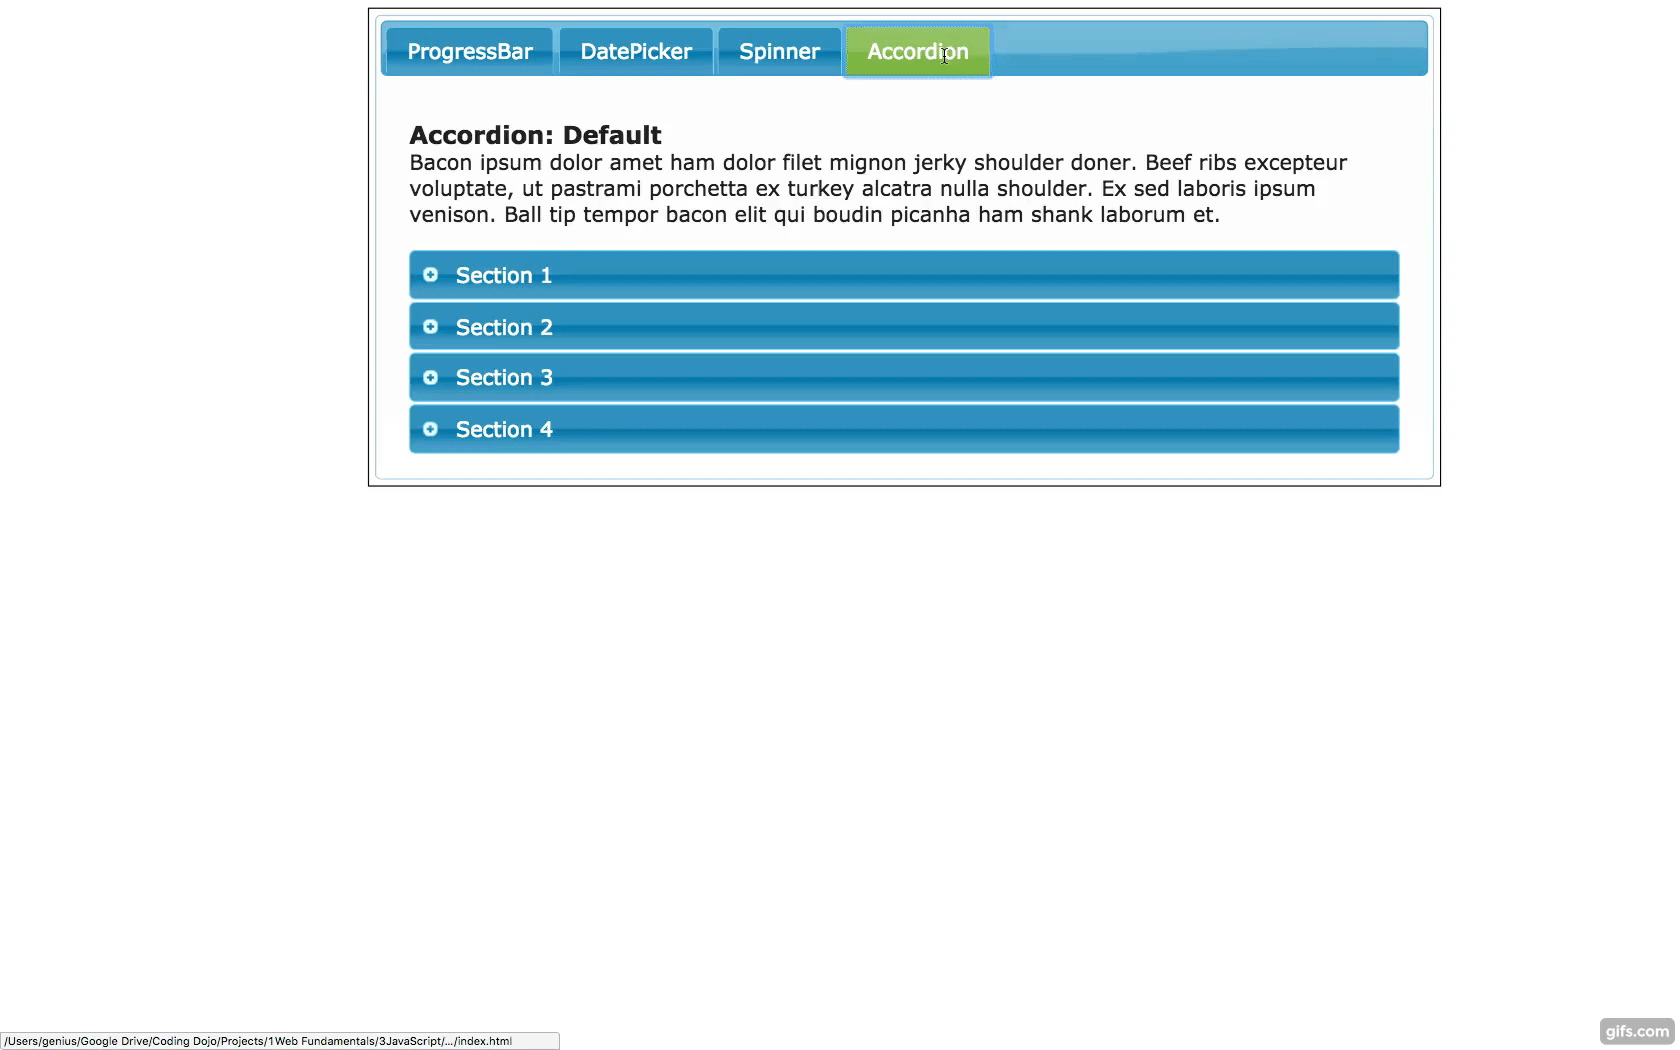 ProgressBar DatePicker Spinner Accordion
Accordion: Default
Bacon ipsum dolor amet ham dolor filet mignon jerky shoulder doner. Beef ribs excepteur
voluptate, ut pastrami porchetta ex turkey alcatra nulla shoulder. Ex sed laboris ipsum
venison. Ball tip tempor bacon elit qui boudin picanha ham shank laborum et.
Section 1
Section 2
Section 3
Section 4
/Users/genius/Google Drive/Coding Dojo/Projects/1Web Fundamentals/3JavaScript/.../index.html
gifs.com